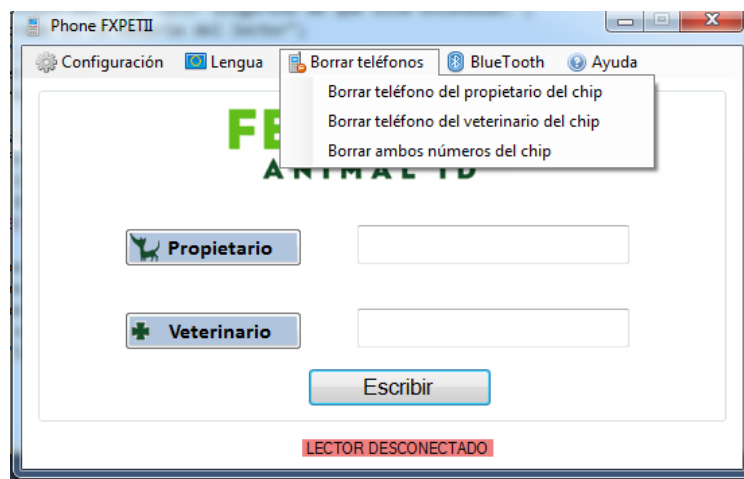 Phone FXPETII
Configuración Lengua Borrar teléfonos BlueTooth Ayuda
Borrar teléfono del propietario del chip
Borrar teléfono del veterinario del chip
Borrar ambos números del chip
ANIMAL ID
Propietario
Veterinario
Escribir
LECTOR DESCONECTADO